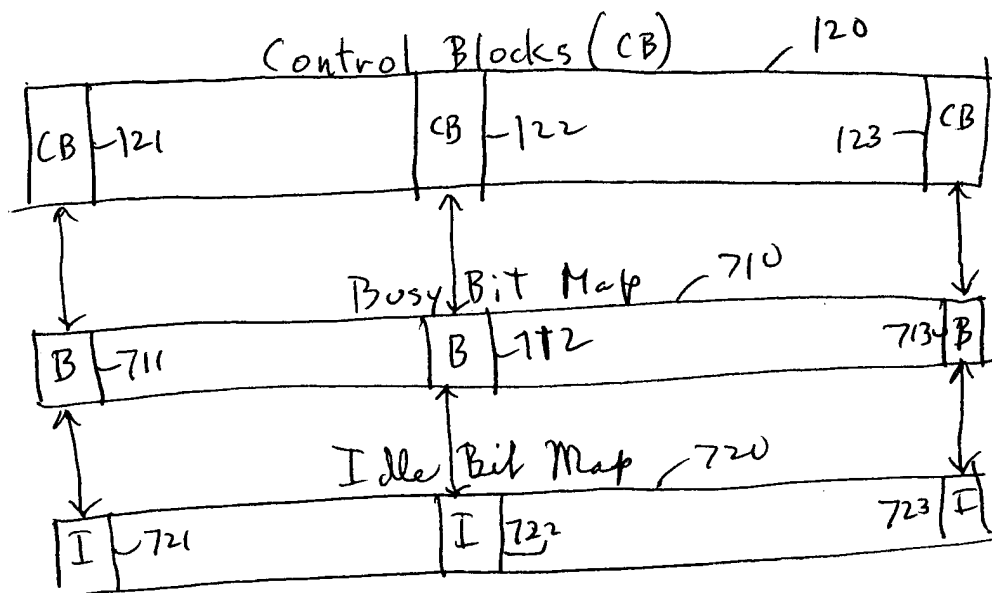 Control Blocks (CB) 120
CB 121 CB 122 123 CB
Busy Bit Map 710
B 711 B 712 713 B
Idle Bit Map 720
I 721 I 722 723 I